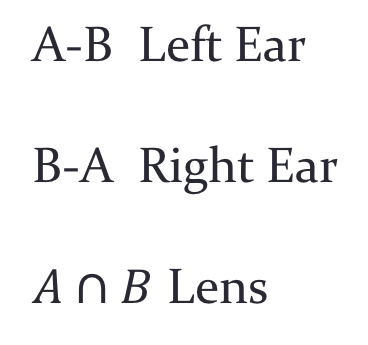 A-B Left Ear
B-A Right Ear
A ∩ B Lens